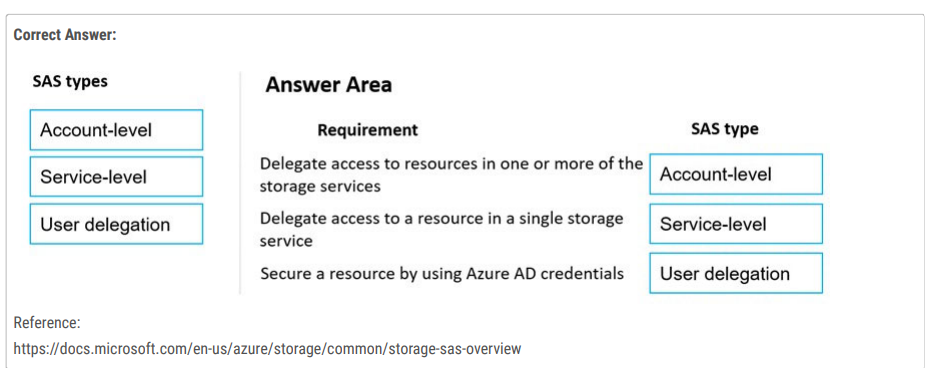 Correct Answer:
SAS types
Account-level
Service-level
User delegation
Answer Area
Requirement
SAS type
Delegate access to resources in one or more of the
storage services
Account-level
Delegate access to a resource in a single storage
service
Service-level
Secure a resource by using Azure AD credentials
User delegation
Reference:
https://docs.microsoft.com/en-us/azure/storage/common/storage-sas-overview